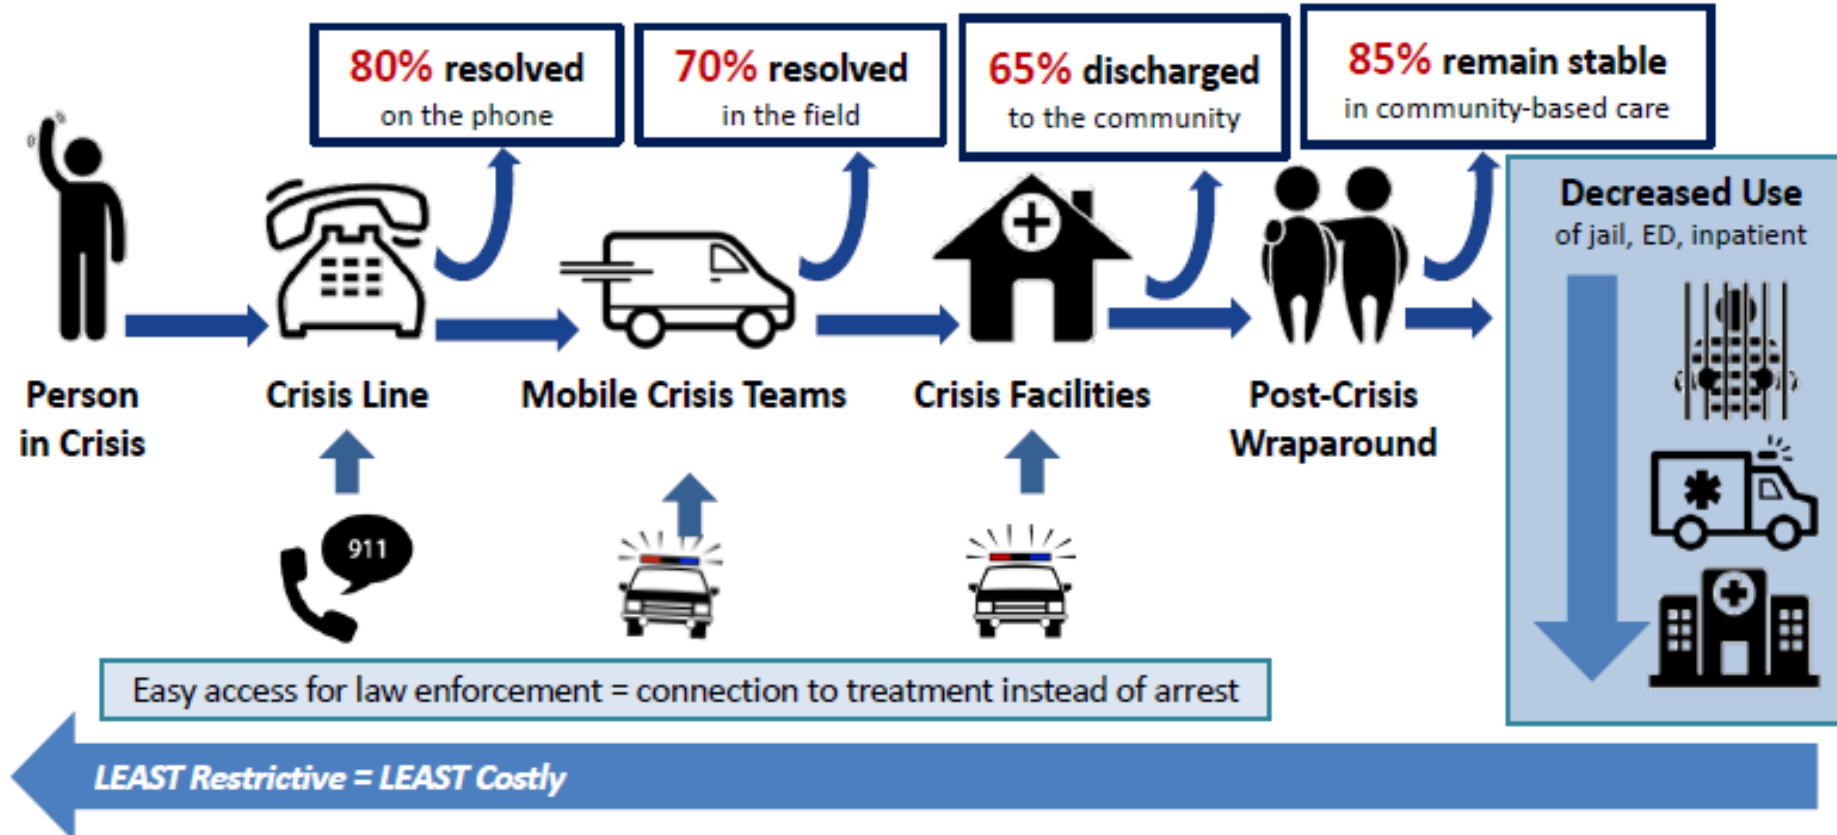 80% resolved
on the phone
70% resolved
in the field
65% discharged
to the community
85% remain stable
in community-based care
Decreased Use
of jail, ED, inpatient
Person
in Crisis
Crisis Line
Mobile Crisis Teams
Crisis Facilities
Post-Crisis
Wraparound
911
Easy access for law enforcement = connection to treatment instead of arrest
LEAST Restrictive = LEAST Costly